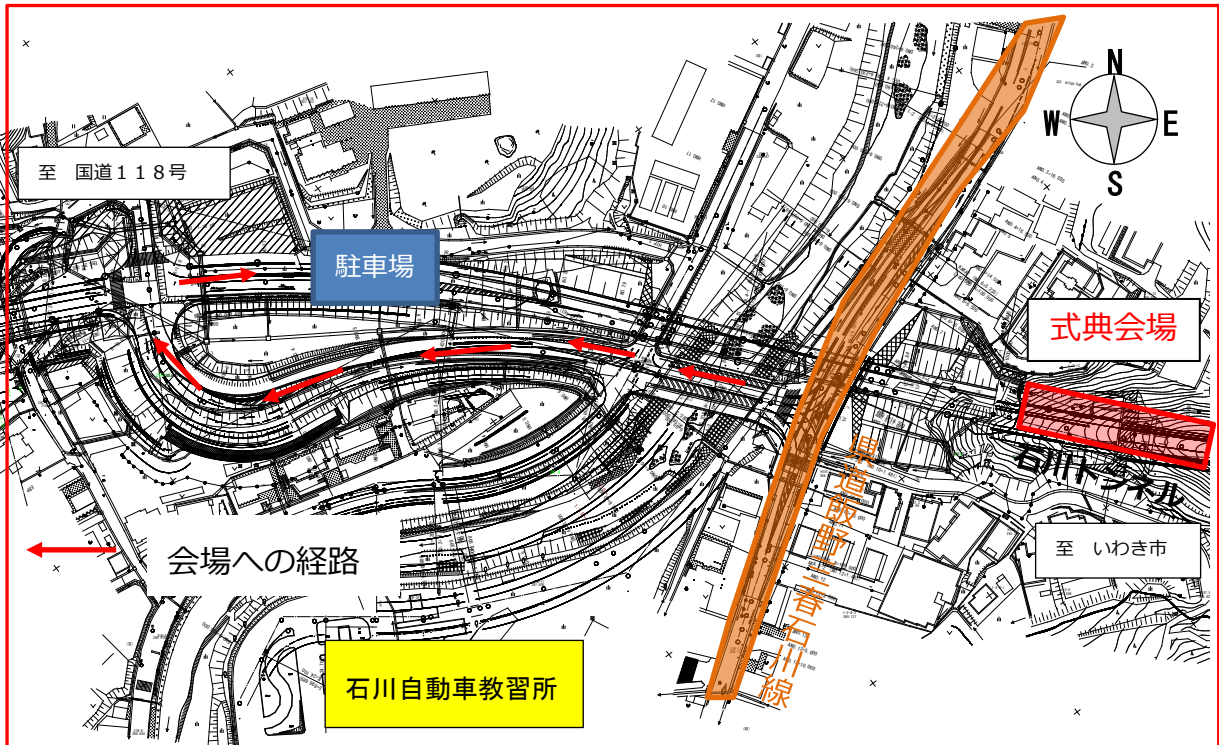 N
W
E
S
至　国道１１８号
駐車場
式典会場
石川トンネル
県道飯野三春石川線
至　いわき市
会場への経路
石川自動車教習所